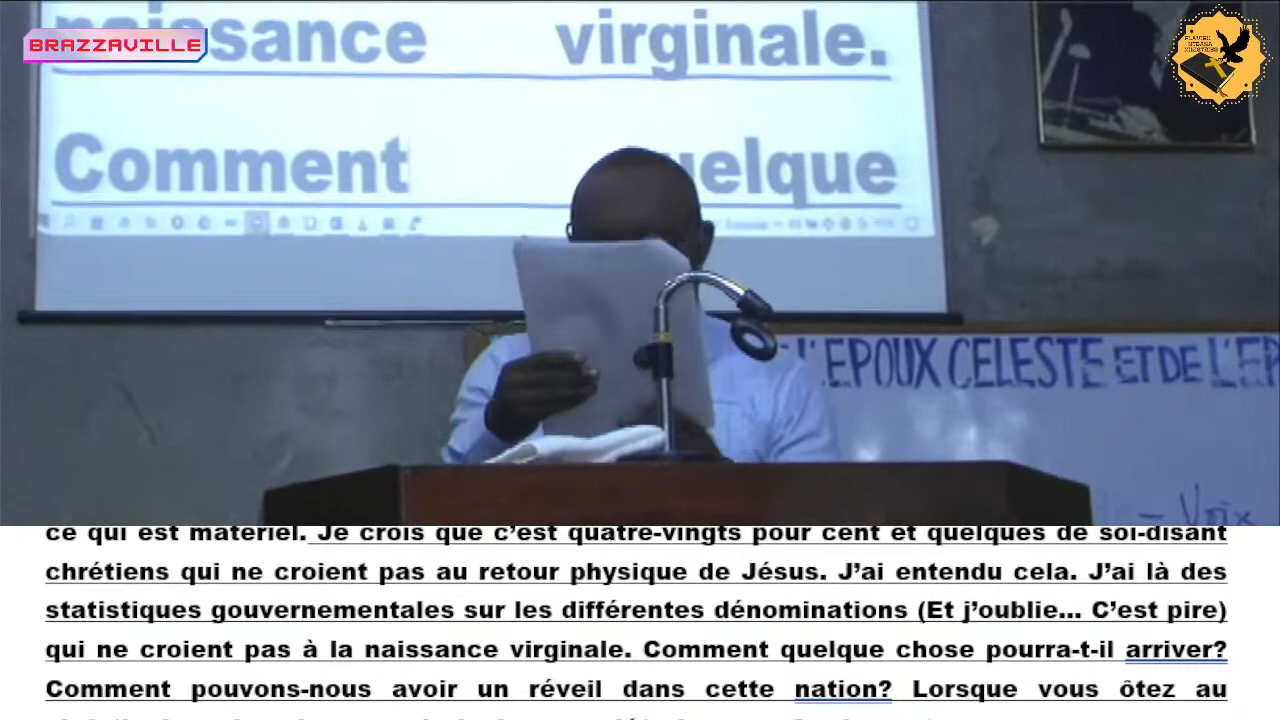 BRAZZAVILLE
naissance virginale.
Comment quelque
FLAVIEN
MINISTRIES
L'EPOUX CELESTE ET DE L'EP
– Voix
ce qui est matériel. Je crois que c'est quatre-vingts pour cent et quelques de soi-disant
chrétiens qui ne croient pas au retour physique de Jésus. J'ai entendu cela. J'ai là des
statistiques gouvernementales sur les différentes dénominations (Et j'oublie... C'est pire)
qui ne croient pas à la naissance virginale. Comment quelque chose pourra-t-il arriver?
Comment pouvons-nous avoir un réveil dans cette nation? Lorsque vous ôtez au